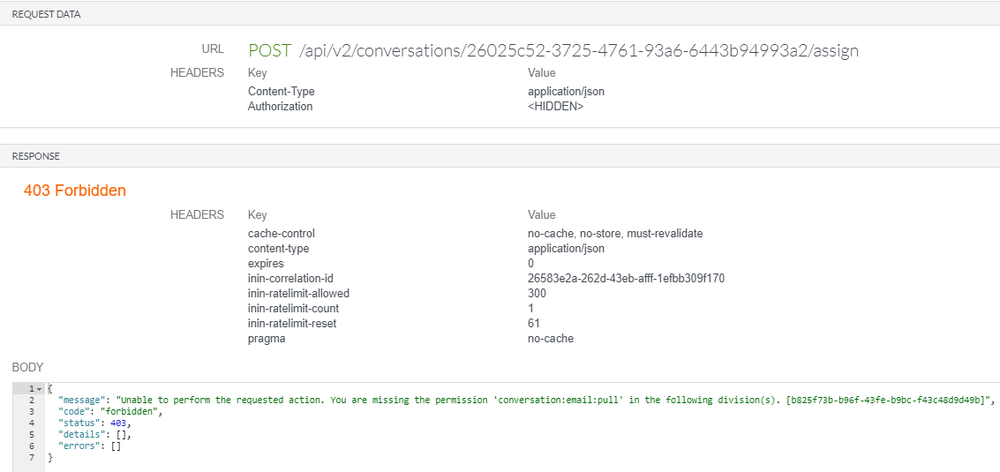 REQUEST DATA
URL POST /api/v2/conversations/26025c52-3725-4761-93a6-6443b94993a2/assign
HEADERS Key Value
Content-Type application/json
Authorization <HIDDEN>
RESPONSE
403 Forbidden
HEADERS Key Value
cache-control no-cache, no-store, must-revalidate
content-type application/json
expires 0
inin-correlation-id 26583e2a-262d-43eb-afff-1efbb309f170
inin-ratelimit-allowed 300
inin-ratelimit-count 1
inin-ratelimit-reset 61
pragma no-cache
BODY
1 {
2 "message": "Unable to perform the requested action. You are missing the permission 'conversation:email:pull' in the following division(s). [b825f73b-b96f-43fe-b9bc-f43c48d9d49b]",
3 "code": "forbidden",
4 "status": 403,
5 "details": [],
6 "errors": []
7 }